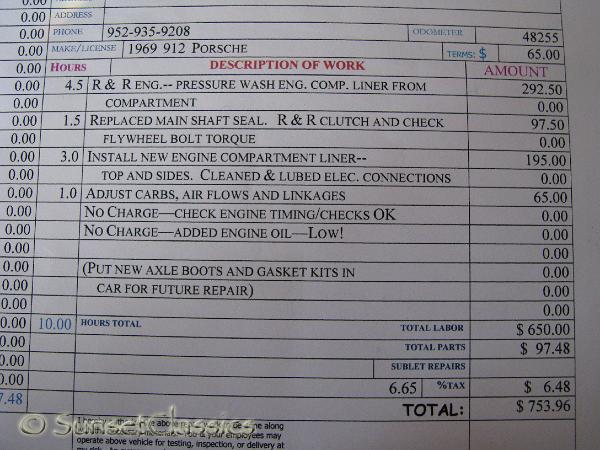 0.00
0.00 ADDRESS
0.00 PHONE 952-935-9208 ODOMETER 48255
0.00 MAKE/LICENSE 1969 912 PORSCHE TERMS: $ 65.00
0.00 HOURS DESCRIPTION OF WORK AMOUNT
0.00 4.5 R & R ENG.-- PRESSURE WASH ENG. COMP. LINER FROM 292.50
0.00 COMPARTMENT 0.00
0.00 1.5 REPLACED MAIN SHAFT SEAL. R & R CLUTCH AND CHECK 97.50
0.00 FLYWHEEL BOLT TORQUE 0.00
0.00 3.0 INSTALL NEW ENGINE COMPARTMENT LINER-- 195.00
0.00 TOP AND SIDES. CLEANED & LUBED ELEC. CONNECTIONS 0.00
0.00 1.0 ADJUST CARBS, AIR FLOWS AND LINKAGES 65.00
0.00 NO CHARGE—CHECK ENGINE TIMING/CHECKS OK 0.00
0.00 NO CHARGE—ADDED ENGINE OIL—LOW! 0.00
0.00 0.00
0.00 (PUT NEW AXLE BOOTS AND GASKET KITS IN 0.00
0.00 CAR FOR FUTURE REPAIR) 0.00
0.00 0.00
0.00 10.00 HOURS TOTAL TOTAL LABOR $ 650.00
0.00 TOTAL PARTS $ 97.48
0.00 SUBLET REPAIRS
0.00 6.65 %TAX $ 6.48
7.48 TOTAL: $ 753.96
© Sunset Classics
above repair
along
materials. You & your employees may
operate above vehicle for testing, inspection, or delivery at